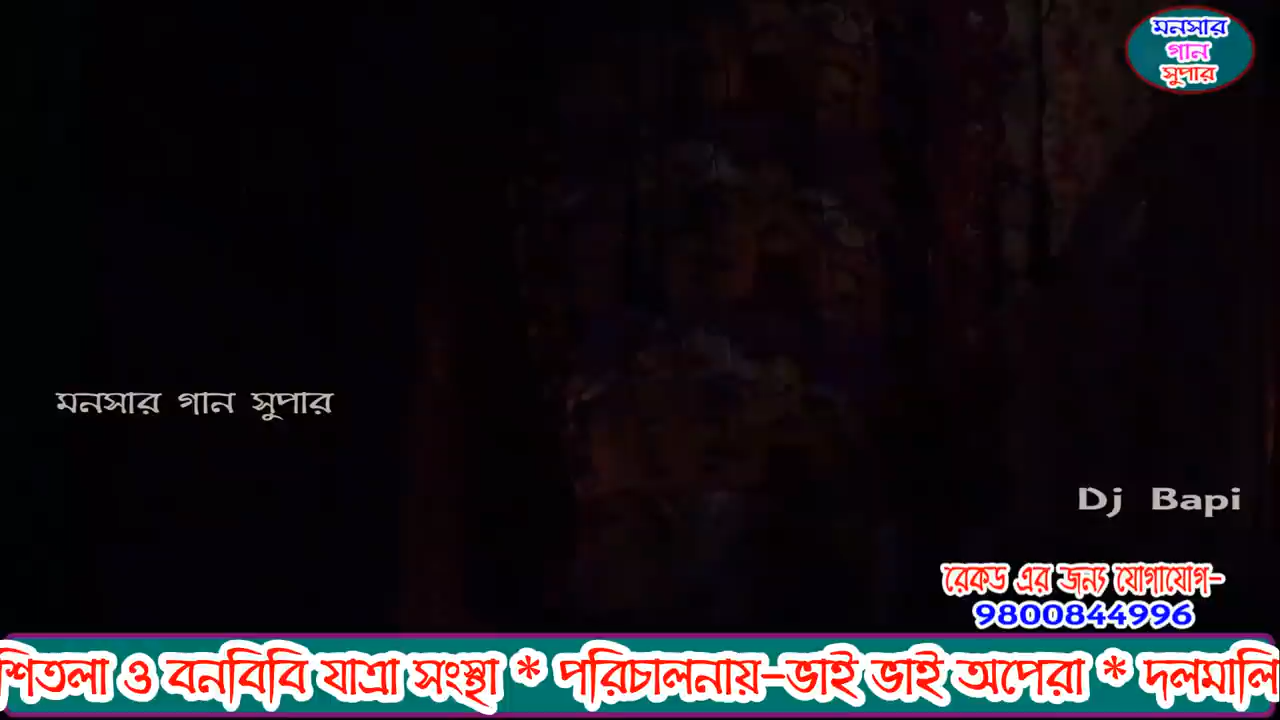 মনসার
গান
সুপার
মনসার গান সুপার
Dj Bapi
রেকড এর জন্য যোগাযোগ-
9800844996
শিতলা ও বনবিবি যাত্রা সংস্থা * পরিচালনায়-ভাই ভাই অপেরা * দলমালি